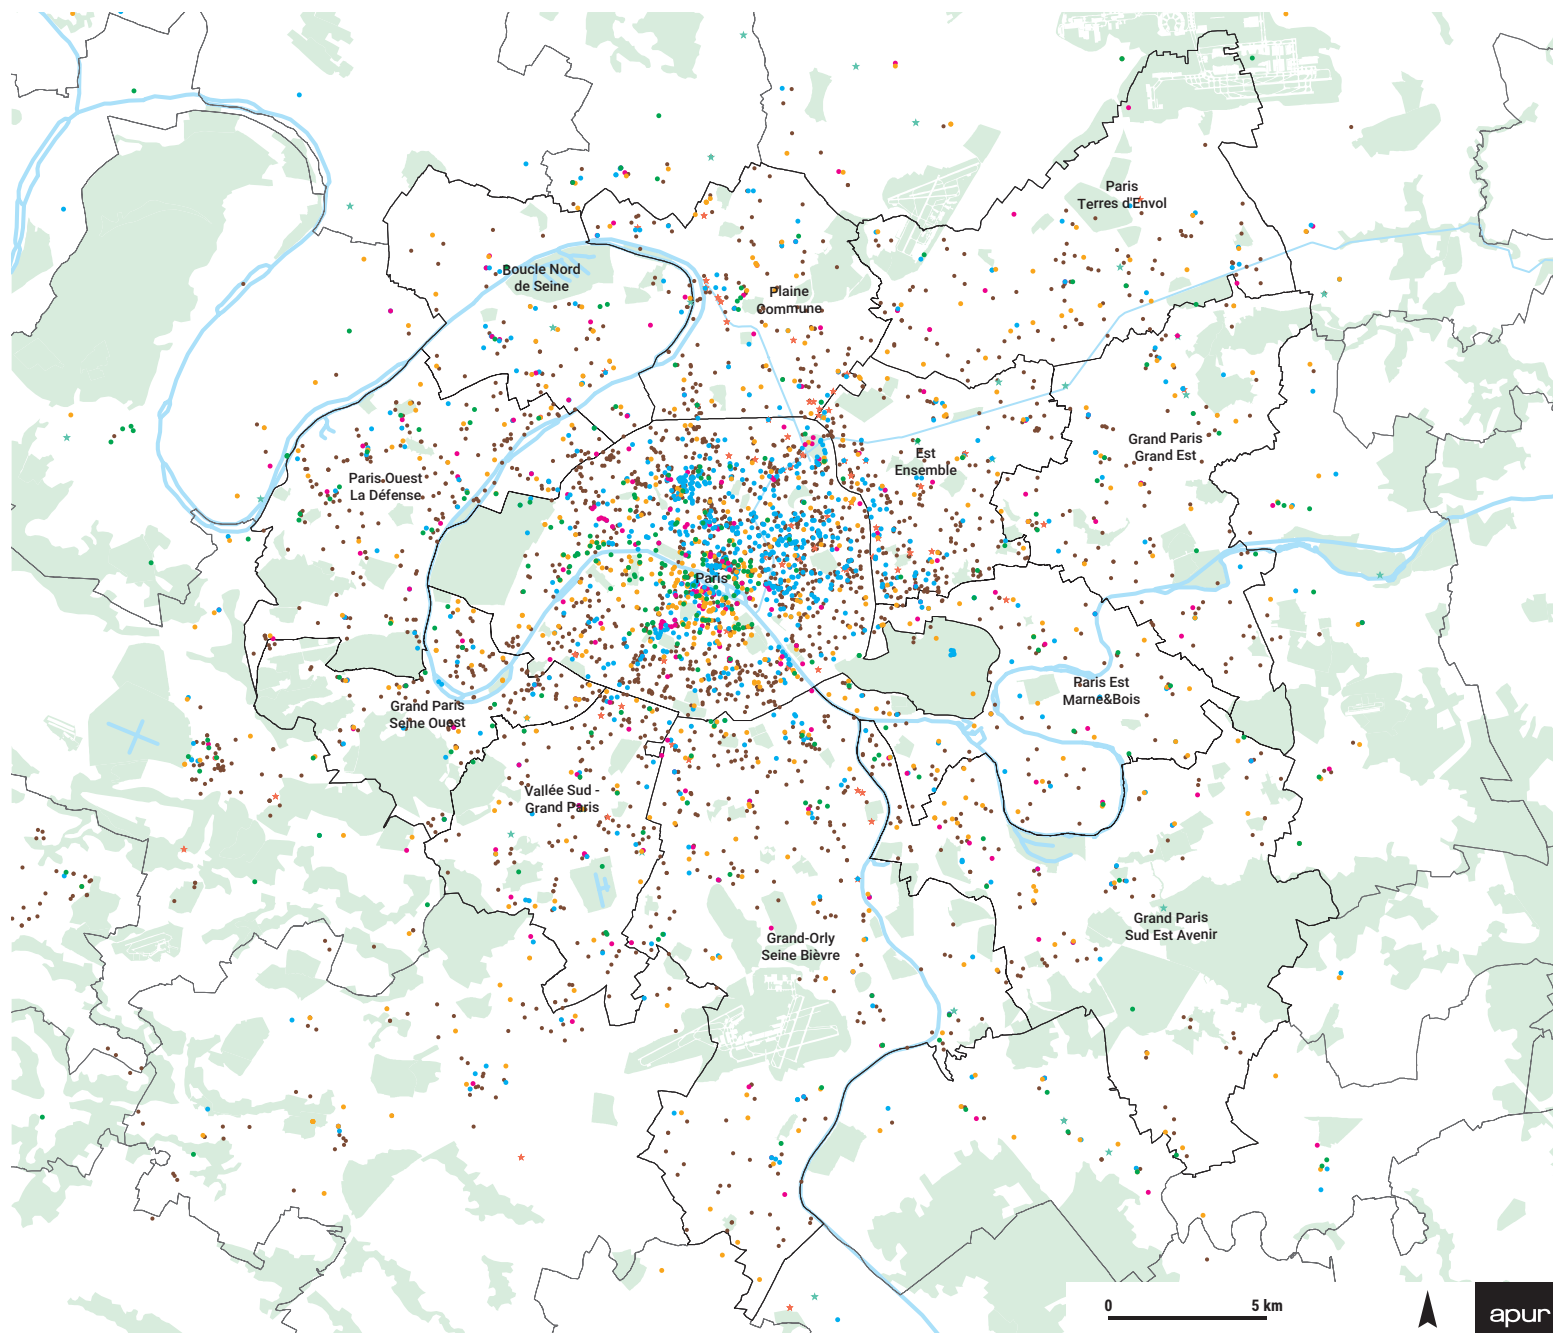 Paris
Terres d'Envol
Boucle Nord
de Seine
Plaine
Commune
Grand Paris
Grand Est
Est
Ensemble
Paris Ouest
La Défense
Paris
Paris Est
Marne&Bois
Grand Paris
Seine Ouest
Vallée Sud -
Grand Paris
Grand-Orly
Seine Bièvre
Grand Paris
Sud Est Avenir
0 5 km
apur